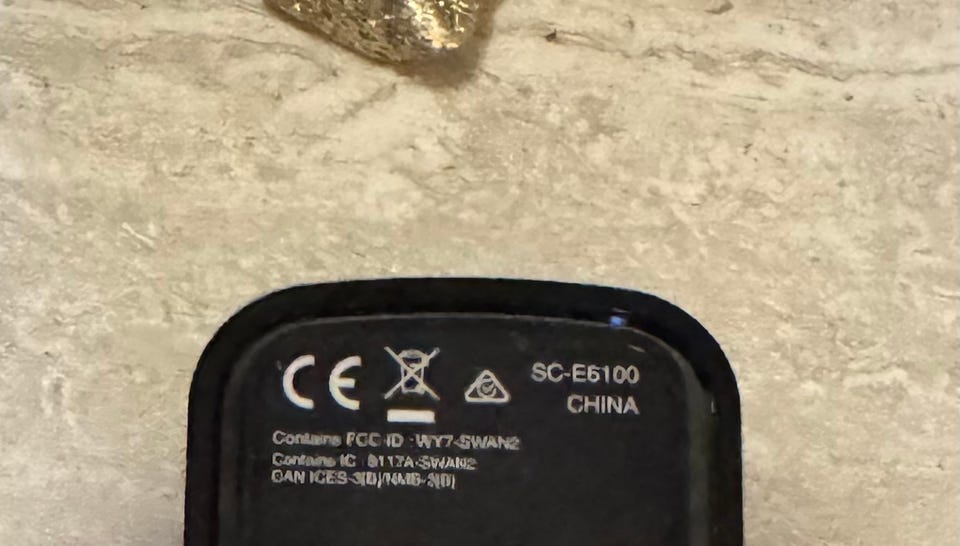 CE
SC-E6100
CHINA
Contains FCC ID : WY7-SWAN2
Contains IC : 8117A-SWAN2
CAN ICES-3(B)/NMB-3(B)